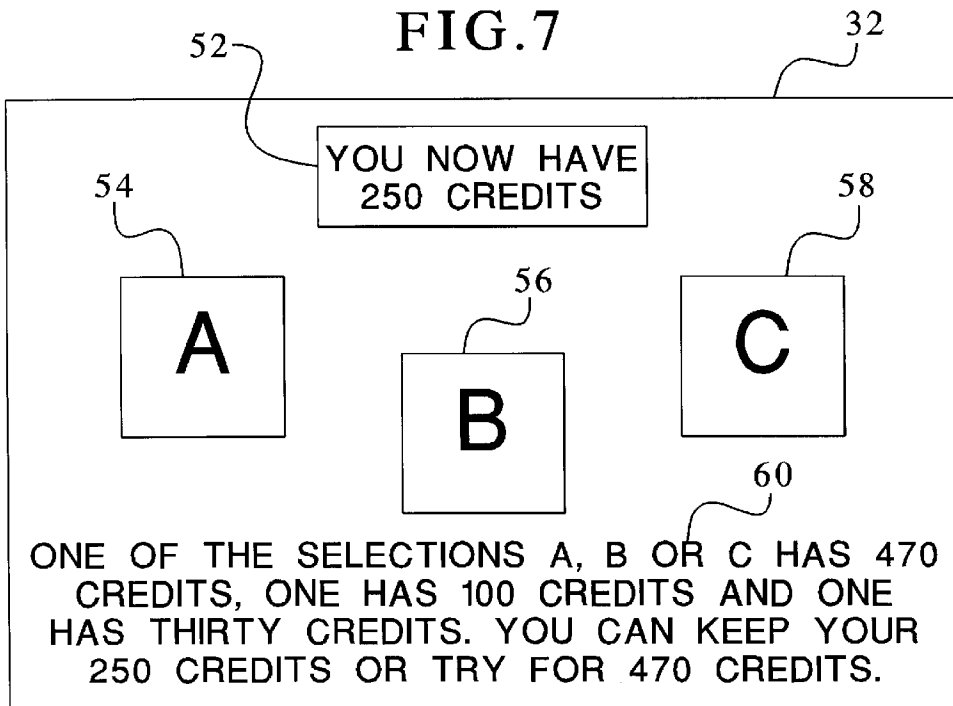 FIG.7
52
32
YOU NOW HAVE
250 CREDITS
54
58
56
A
C
B
60
ONE OF THE SELECTIONS A, B OR C HAS 470
CREDITS, ONE HAS 100 CREDITS AND ONE
HAS THIRTY CREDITS. YOU CAN KEEP YOUR
250 CREDITS OR TRY FOR 470 CREDITS.